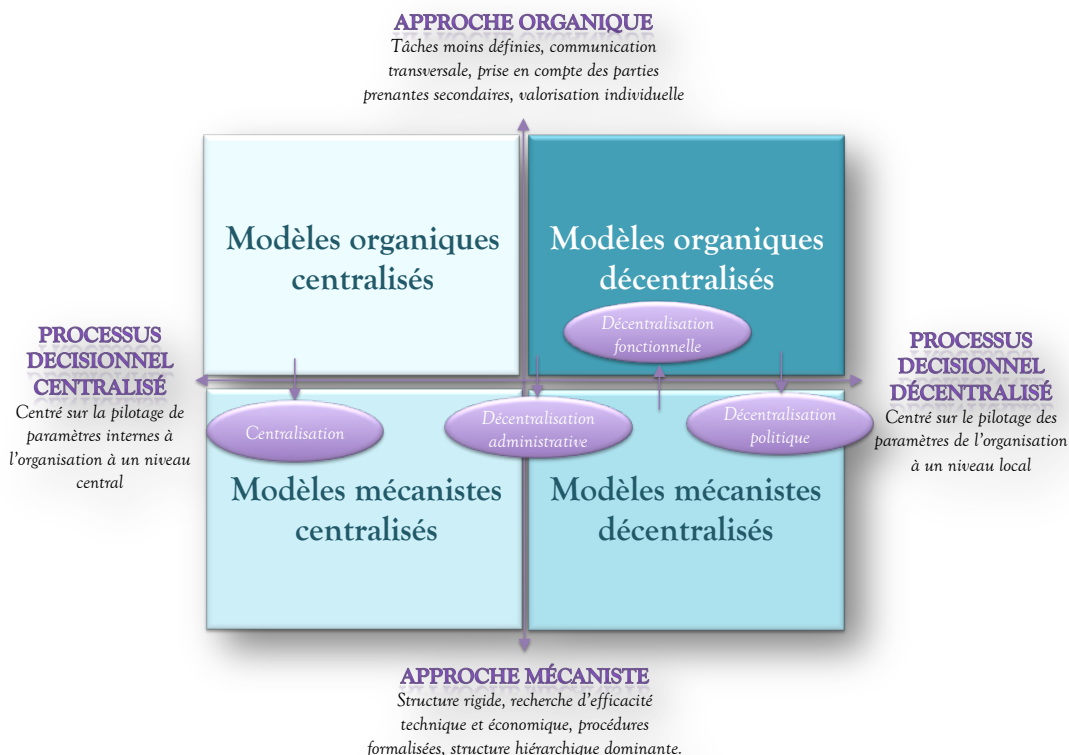 APPROCHE ORGANIQUE
Tâches moins définies, communication
transversale, prise en compte des parties
prenantes secondaires, valorisation individuelle
Modèles organiques
centralisés
Modèles organiques
décentralisés
Décentralisation
fonctionnelle
PROCESSUS
DECISIONNEL
CENTRALISÉ
Centré sur la pilotage de
paramètres internes à
l'organisation à un niveau
central
PROCESSUS
DECISIONNEL
DÉCENTRALISÉ
Centré sur le pilotage des
paramètres de l'organisation
à un niveau local
Centralisation
Décentralisation
administrative
Décentralisation
politique
Modèles mécanistes
centralisés
Modèles mécanistes
décentralisés
APPROCHE MÉCANISTE
Structure rigide, recherche d'efficacité
technique et économique, procédures
formalisées, structure hiérarchique dominante.